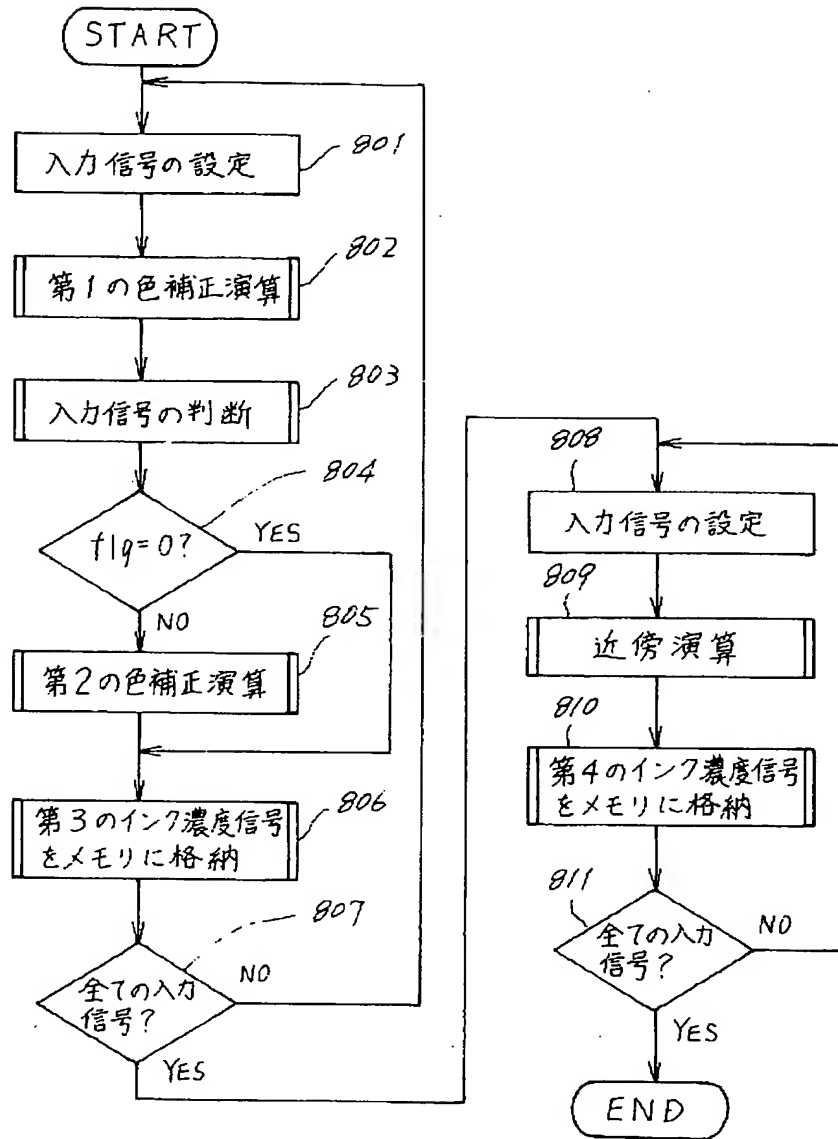 START
801
入力信号の設定
802
第1の色補正演算
803
入力信号の判断
804
flg=0?
YES
NO
805
第2の色補正演算
806
第3のインク濃度信号
をメモリに格納
807
全ての入力
信号?
NO
YES
808
入力信号の設定
809
近傍演算
810
第4のインク濃度信号
をメモリに格納
811
全ての入力
信号?
NO
YES
END